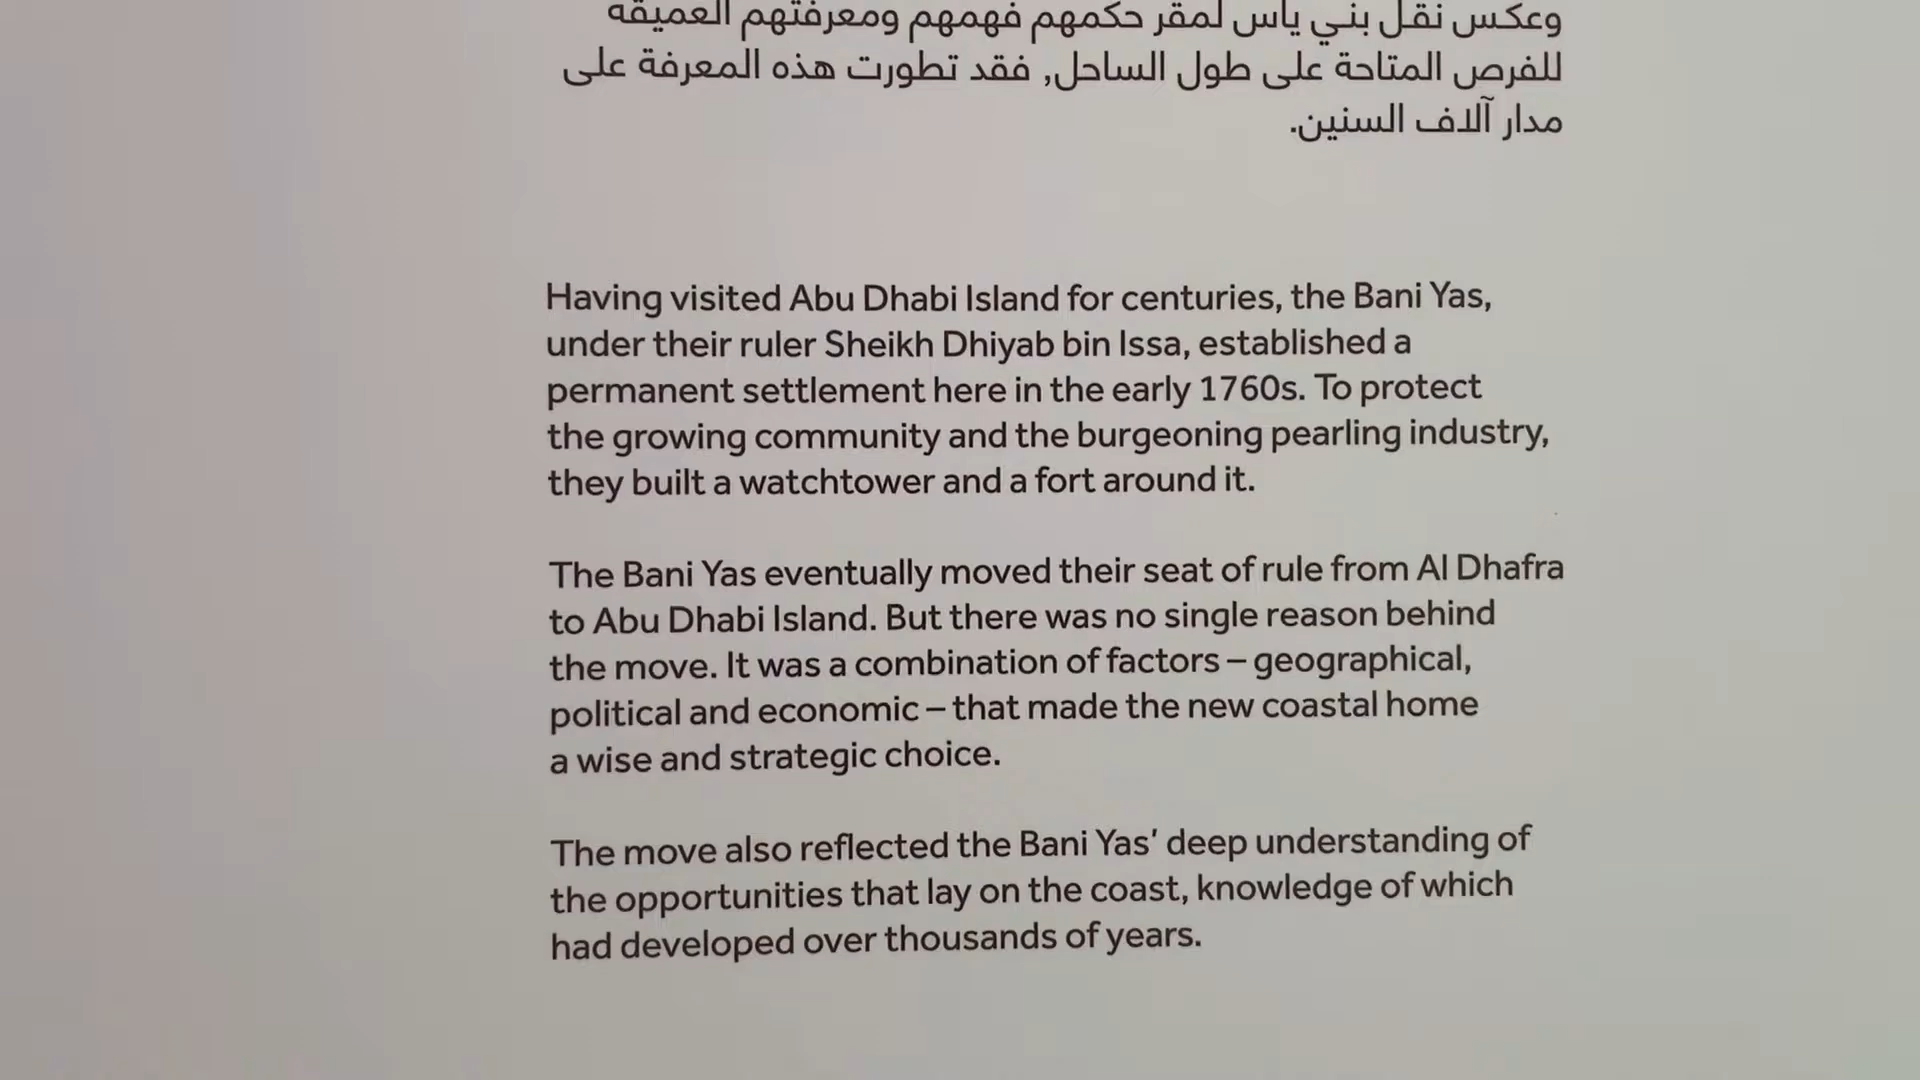 وعكس نقل بني ياس لمقر حكمهم فهمهم ومعرفتهم العميقة
للفرص المتاحة على طول الساحل, فقد تطورت هذه المعرفة على
مدار آلاف السنين.
Having visited Abu Dhabi Island for centuries, the Bani Yas,
under their ruler Sheikh Dhiyab bin Issa, established a
permanent settlement here in the early 1760s. To protect
the growing community and the burgeoning pearling industry,
they built a watchtower and a fort around it.
The Bani Yas eventually moved their seat of rule from Al Dhafra
to Abu Dhabi Island. But there was no single reason behind
the move. It was a combination of factors – geographical,
political and economic – that made the new coastal home
a wise and strategic choice.
The move also reflected the Bani Yas’ deep understanding of
the opportunities that lay on the coast, knowledge of which
had developed over thousands of years.